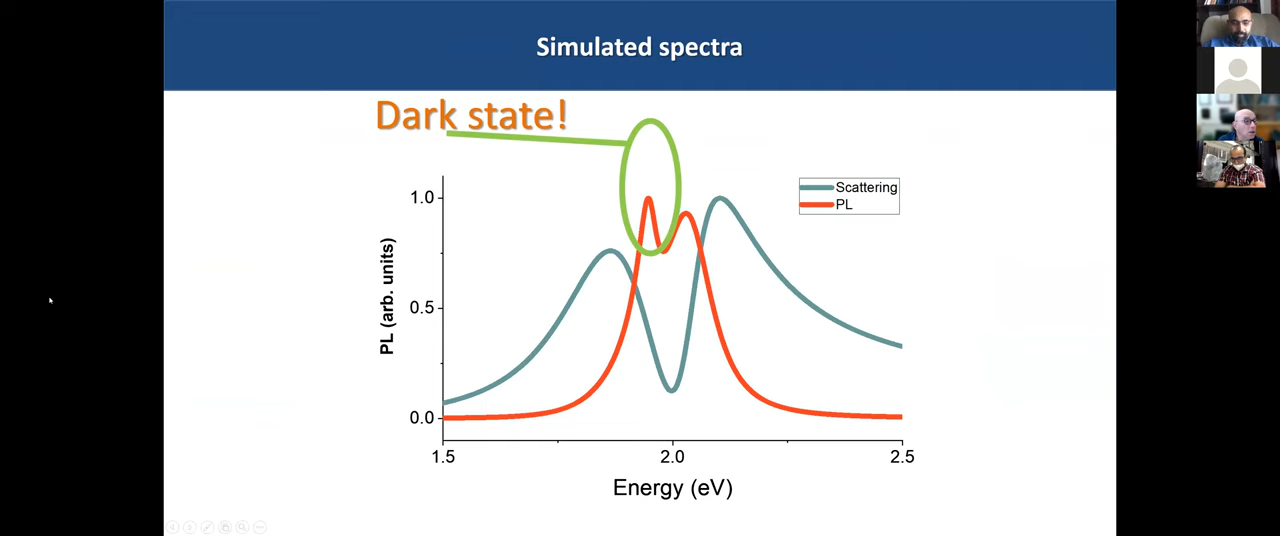 Simulated spectra
Dark state!
Scattering
PL
1.0
0.5
0.0
PL (arb. units)
1.5
2.0
2.5
Energy (eV)